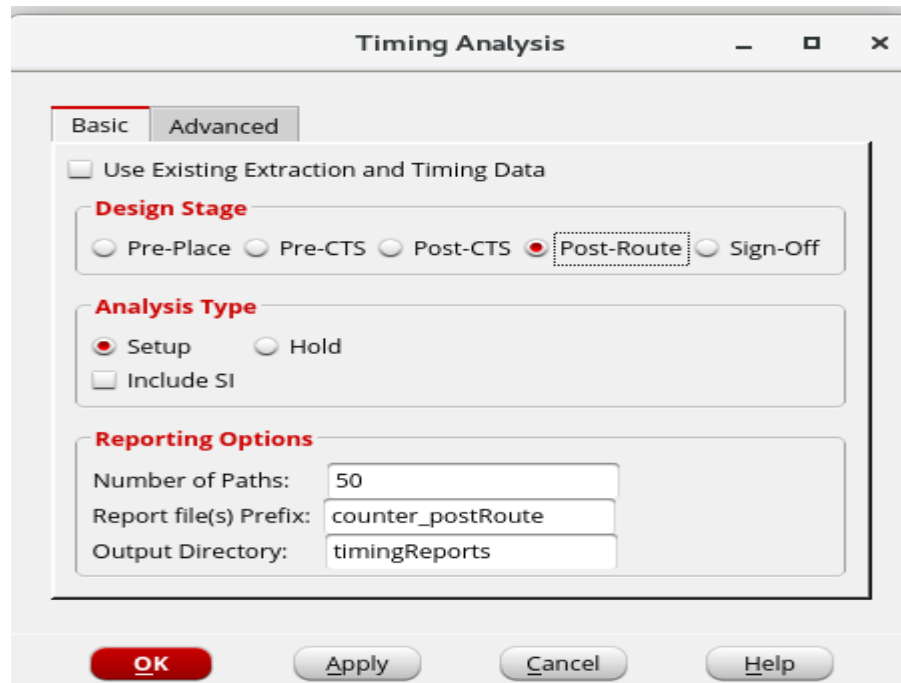 Timing Analysis
Basic Advanced
Use Existing Extraction and Timing Data
Design Stage
Pre-Place Pre-CTS Post-CTS Post-Route Sign-Off
Analysis Type
Setup Hold
Include SI
Reporting Options
Number of Paths: 50
Report file(s) Prefix: counter_postRoute
Output Directory: timingReports
OK Apply Cancel Help